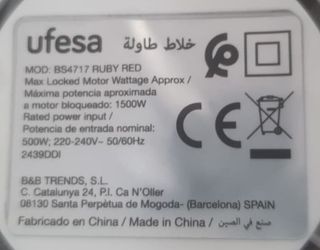 ufesa خلاط طاولة
MOD: BS4717 RUBY RED
Max Locked Motor Wattage Approx /
Máxima potencia aproximada
a motor bloqueado: 1500W
Rated power input /
Potencia de entrada nominal:
500W; 220-240V~ 50/60Hz
2439DDI
CE
B&B TRENDS, S.L.
C. Catalunya 24, P.I. Ca N'Oller
08130 Santa Perpètua de Mogoda- (Barcelona) SPAIN
Fabricado en China / Made in China / صنع في الصين